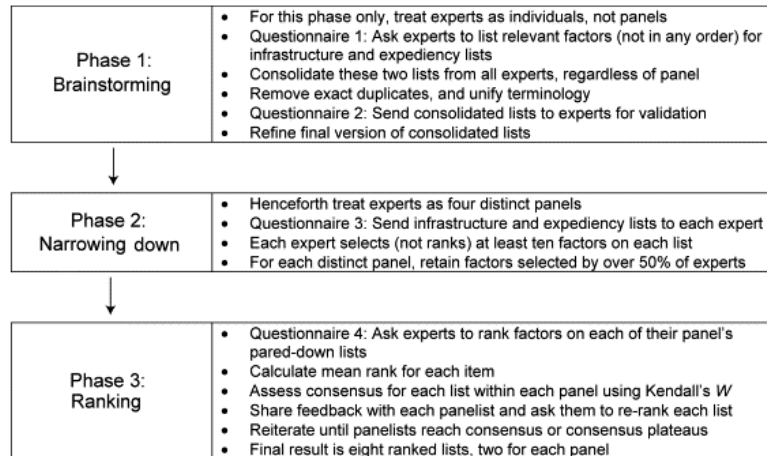 Phase 1:
Brainstorming
• For this phase only, treat experts as individuals, not panels
• Questionnaire 1: Ask experts to list relevant factors (not in any order) for
infrastructure and expediency lists
• Consolidate these two lists from all experts, regardless of panel
• Remove exact duplicates, and unify terminology
• Questionnaire 2: Send consolidated lists to experts for validation
• Refine final version of consolidated lists
Phase 2:
Narrowing down
• Henceforth treat experts as four distinct panels
• Questionnaire 3: Send infrastructure and expediency lists to each expert
• Each expert selects (not ranks) at least ten factors on each list
• For each distinct panel, retain factors selected by over 50% of experts
Phase 3:
Ranking
• Questionnaire 4: Ask experts to rank factors on each of their panel's
pared-down lists
• Calculate mean rank for each item
• Assess consensus for each list within each panel using Kendall's W
• Share feedback with each panelist and ask them to re-rank each list
• Reiterate until panelists reach consensus or consensus plateaus
• Final result is eight ranked lists, two for each panel